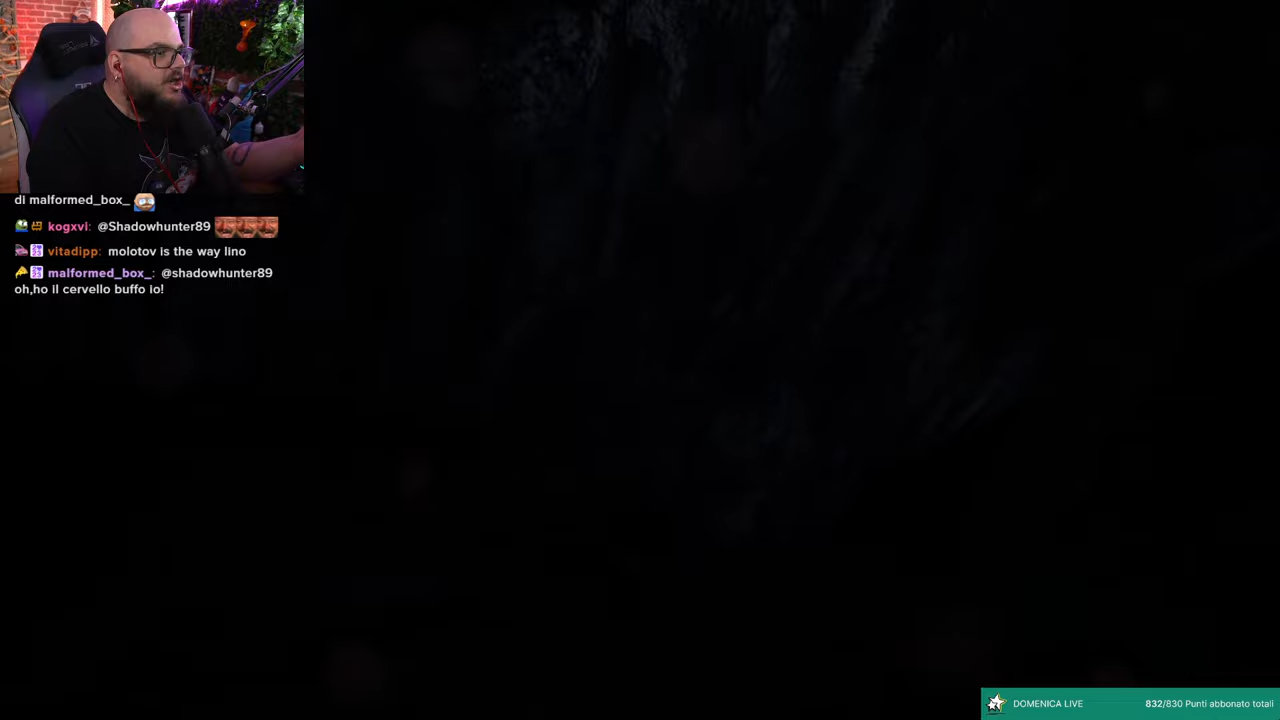 di malformed_box_
kogxvi: @Shadowhunter89
vitadipp: molotov is the way lino
malformed_box_: @shadowhunter89
oh,ho il cervello buffo io!
DOMENICA LIVE 832/830 Punti abbonato totali